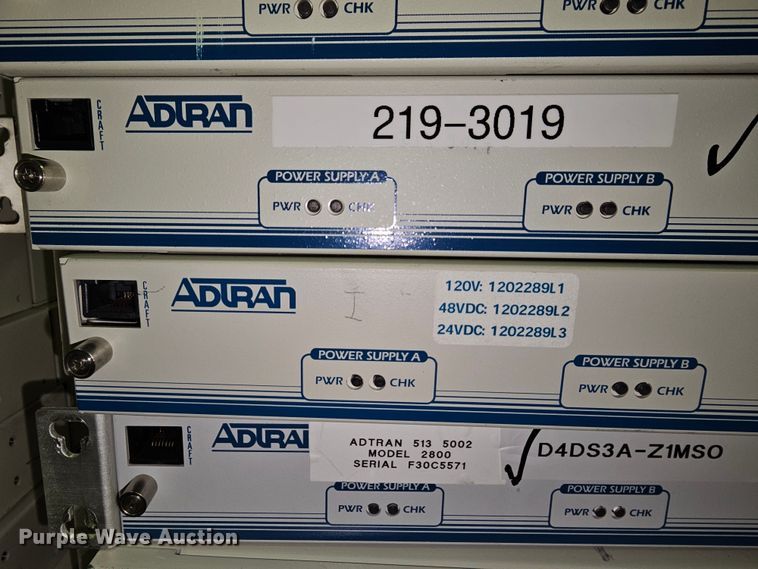 PWR CHK
PWR CHK
CRAFT
ADTRAN
219-3019
POWER SUPPLY A
PWR CHK
POWER SUPPLY B
PWR CHK
CRAFT
ADTRAN
I
120V: 1202289L1
48VDC: 1202289L2
24VDC: 1202289L3
POWER SUPPLY A
PWR CHK
POWER SUPPLY B
PWR CHK
CRAFT
ADTRA
ADTRAN 513 5002
MODEL 2800
SERIAL F30C5571
D4DS3A-Z1MSO
POWER SUPPLY A
PWR CHK
POWER SUPPLY B
PWR CHK
Purple Wave Auction